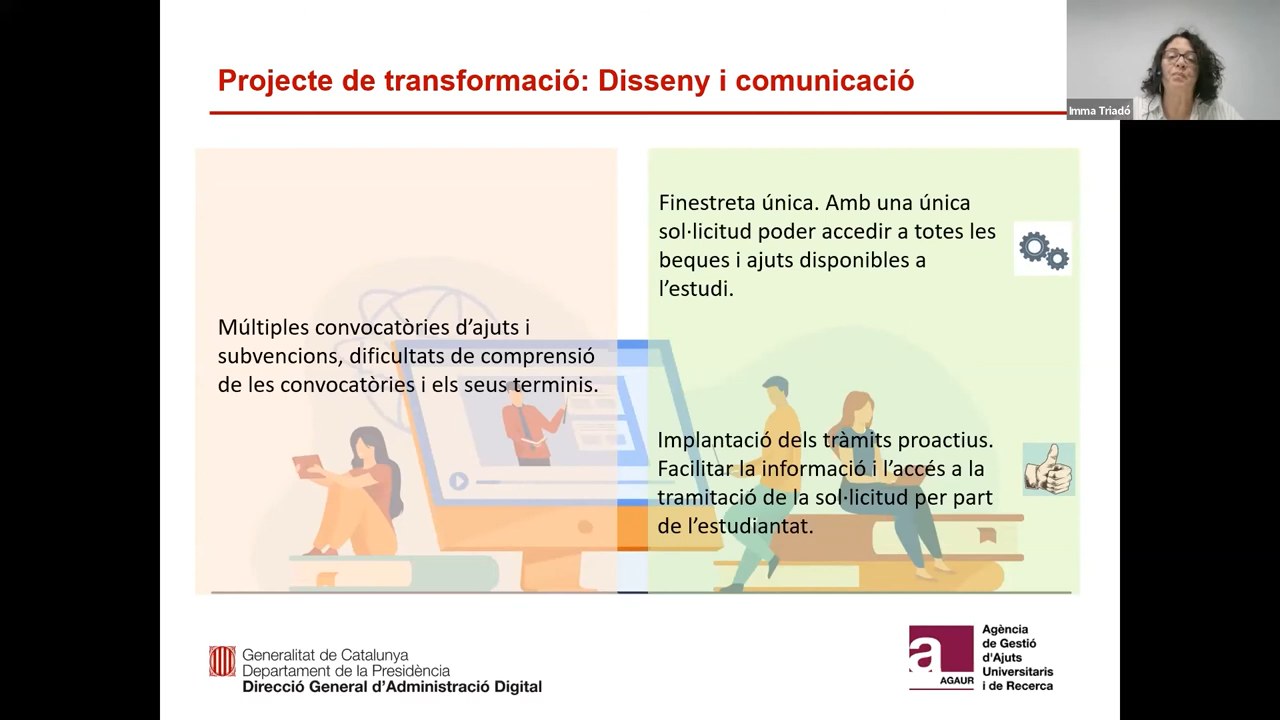 Projecte de transformació: Disseny i comunicació
Imma Triadó
Múltiples convocatòries d'ajuts i
subvencions, dificultats de comprensió
de les convocatòries i els seus terminis.
Finestreta única. Amb una única
sol·licitud poder accedir a totes les
beques i ajuts disponibles a
l'estudi.
Implantació dels tràmits proactius.
Facilitar la informació i l'accés a la
tramitació de la sol·licitud per part
de l'estudiantat.
Generalitat de Catalunya
Departament de la Presidència
Direcció General d'Administració Digital
a
AGAUR
Agència
de Gestió
d'Ajuts
Universitaris
i de Recerca